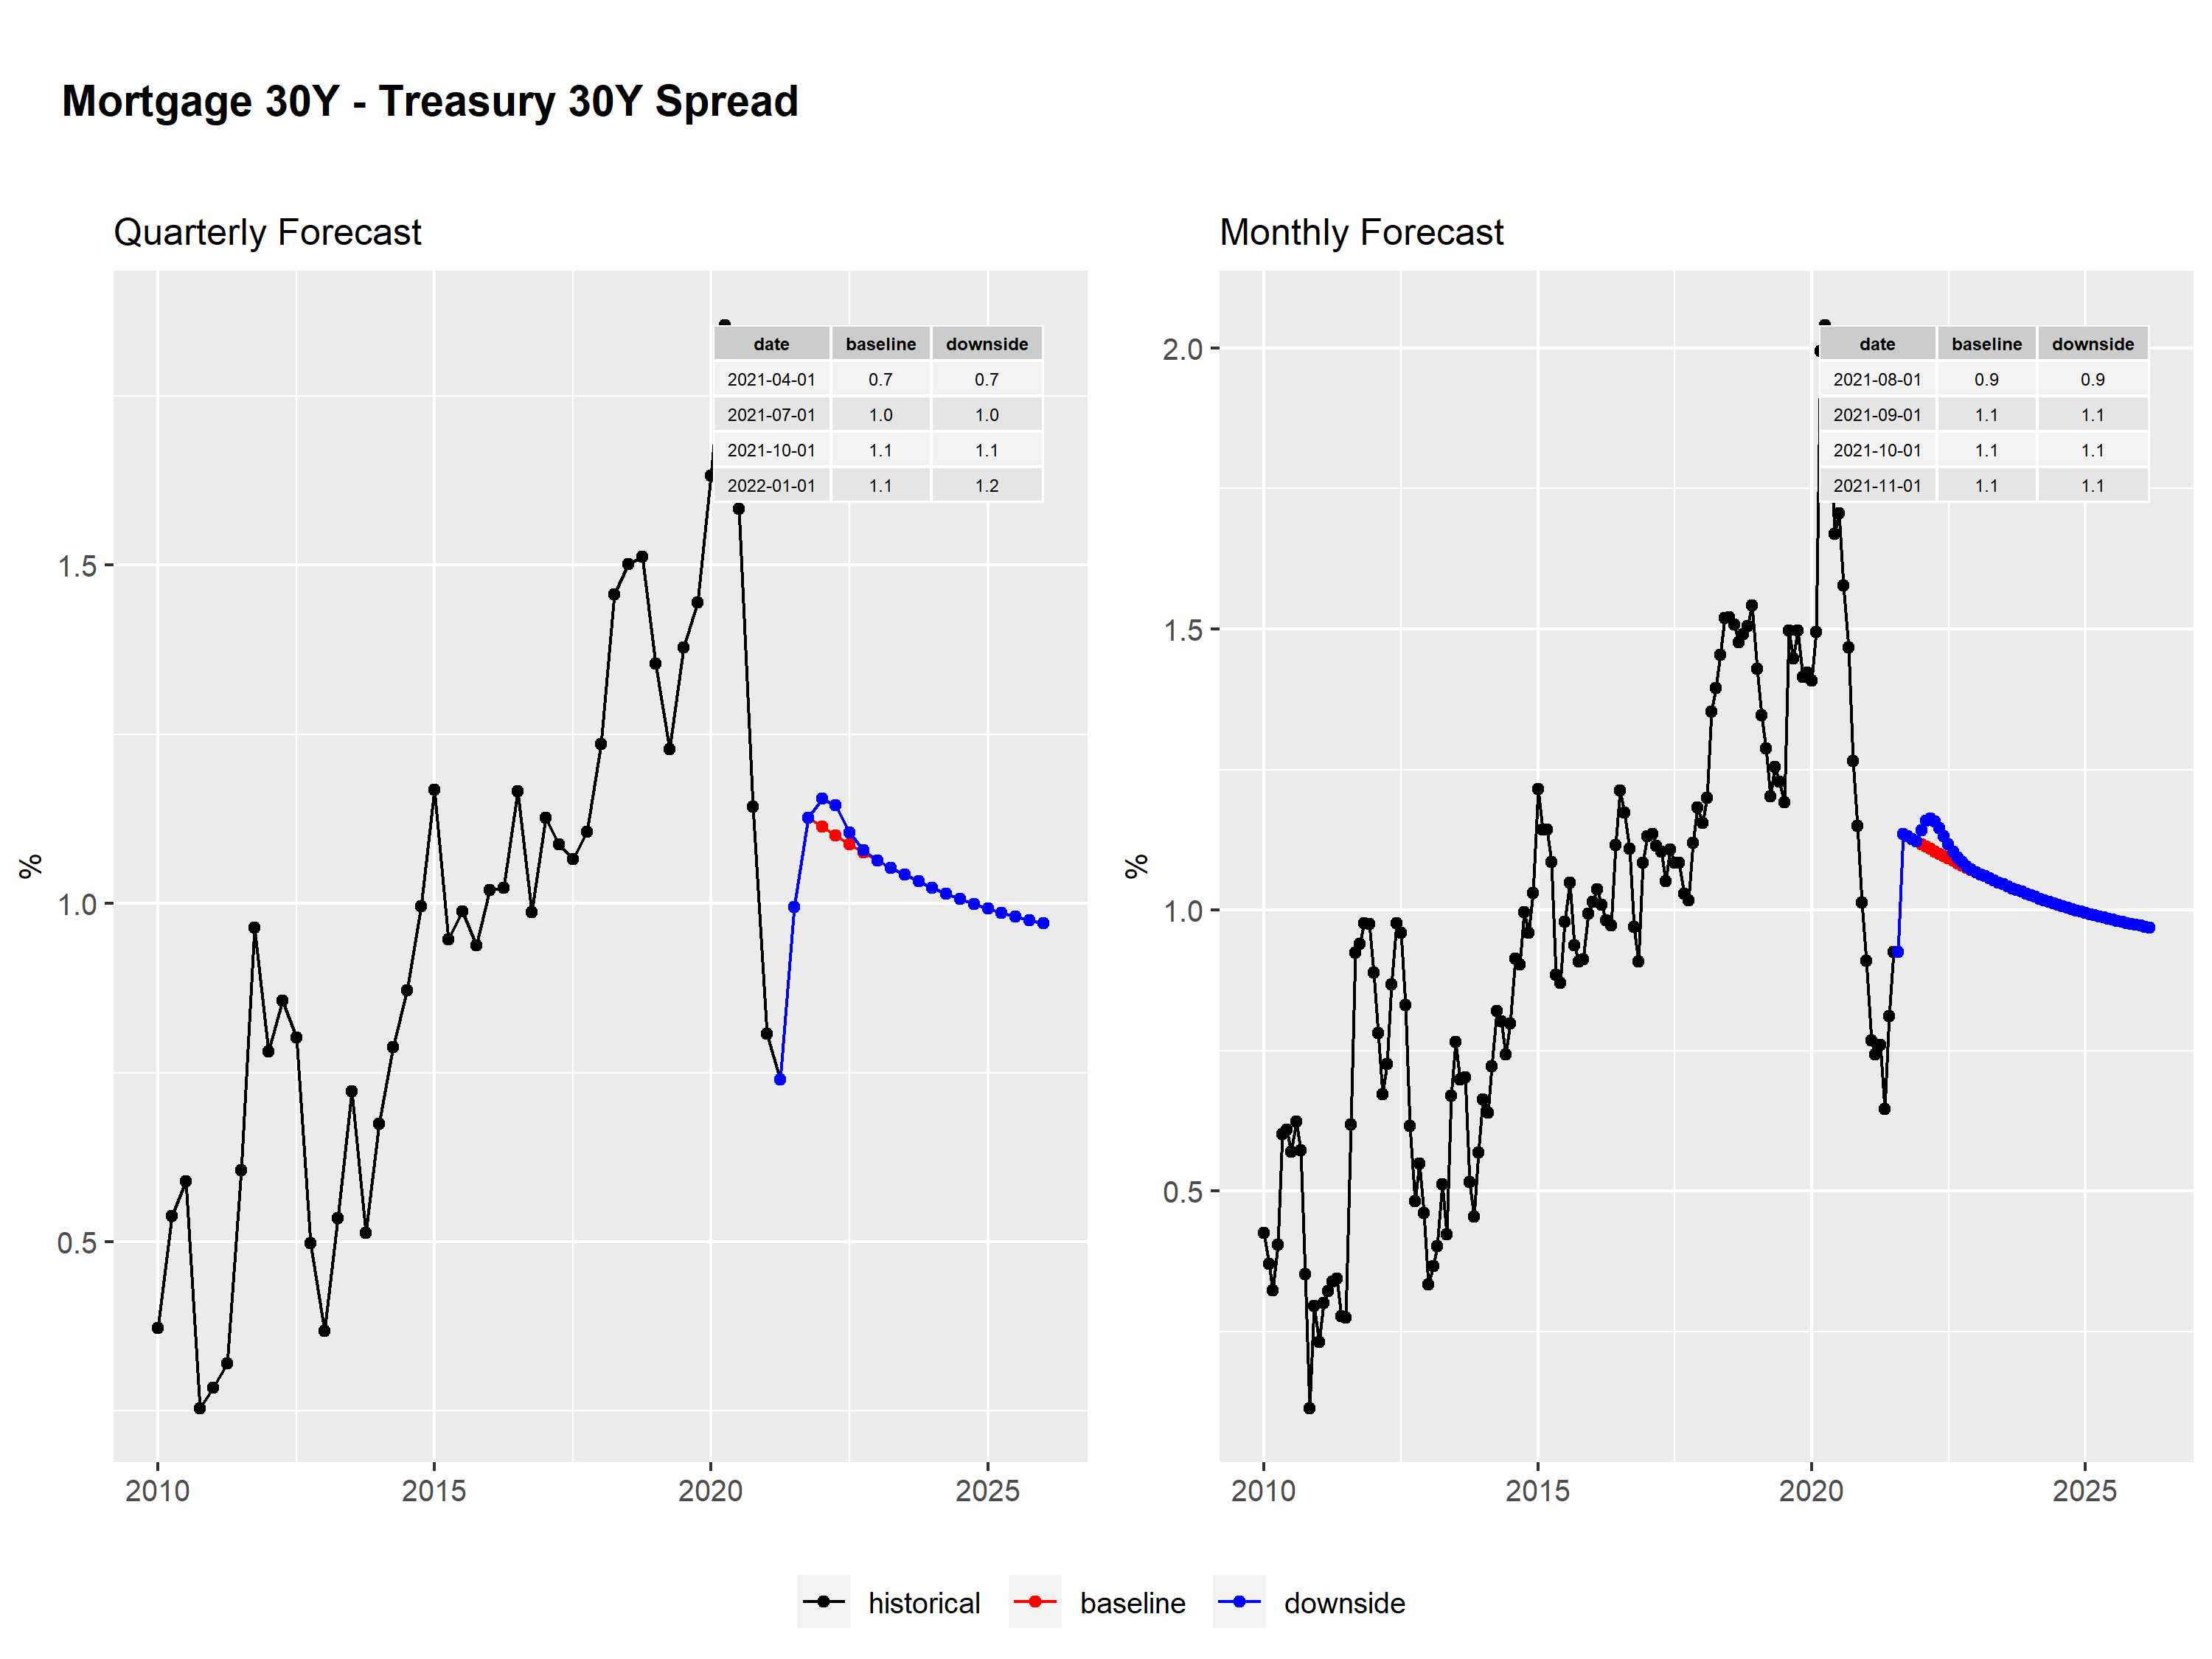 Mortgage 30Y - Treasury 30Y Spread
Quarterly Forecast
%
1.5
1.0
0.5
2010 2015 2020 2025
date baseline downside
2021-04-01 0.7 0.7
2021-07-01 1.0 1.0
2021-10-01 1.1 1.1
2022-01-01 1.1 1.2
Monthly Forecast
%
2.0
1.5
1.0
0.5
2010 2015 2020 2025
date baseline downside
2021-08-01 0.9 0.9
2021-09-01 1.1 1.1
2021-10-01 1.1 1.1
2021-11-01 1.1 1.1
historical baseline downside